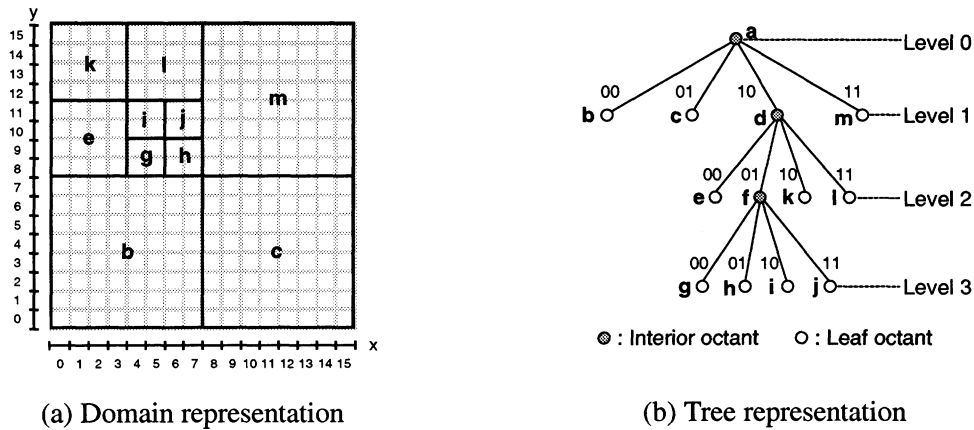 y
15
14
13
12
11
10
9
8
7
6
5
4
3
2
1
0
k l
m
i j
e
g h
b c
x
0 1 2 3 4 5 6 7 8 9 10 11 12 13 14 15
(a) Domain representation
a Level 0
00 01 10 11
b c d m Level 1
00 01 10 11
e f k l Level 2
00 01 10 11
g h i j Level 3
: Interior octant : Leaf octant
(b) Tree representation